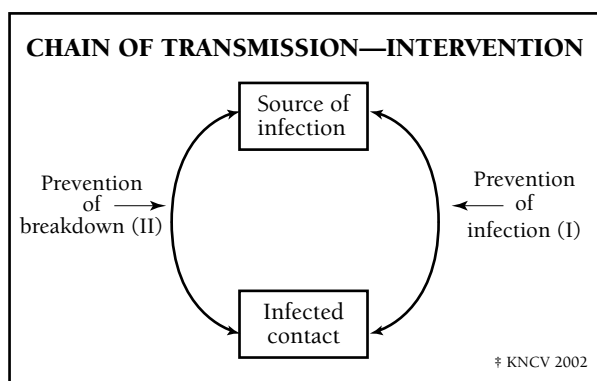 CHAIN OF TRANSMISSION—INTERVENTION
Source of
infection
Prevention
of
breakdown (II)
Prevention
of
infection (I)
Infected
contact
‡ KNCV 2002